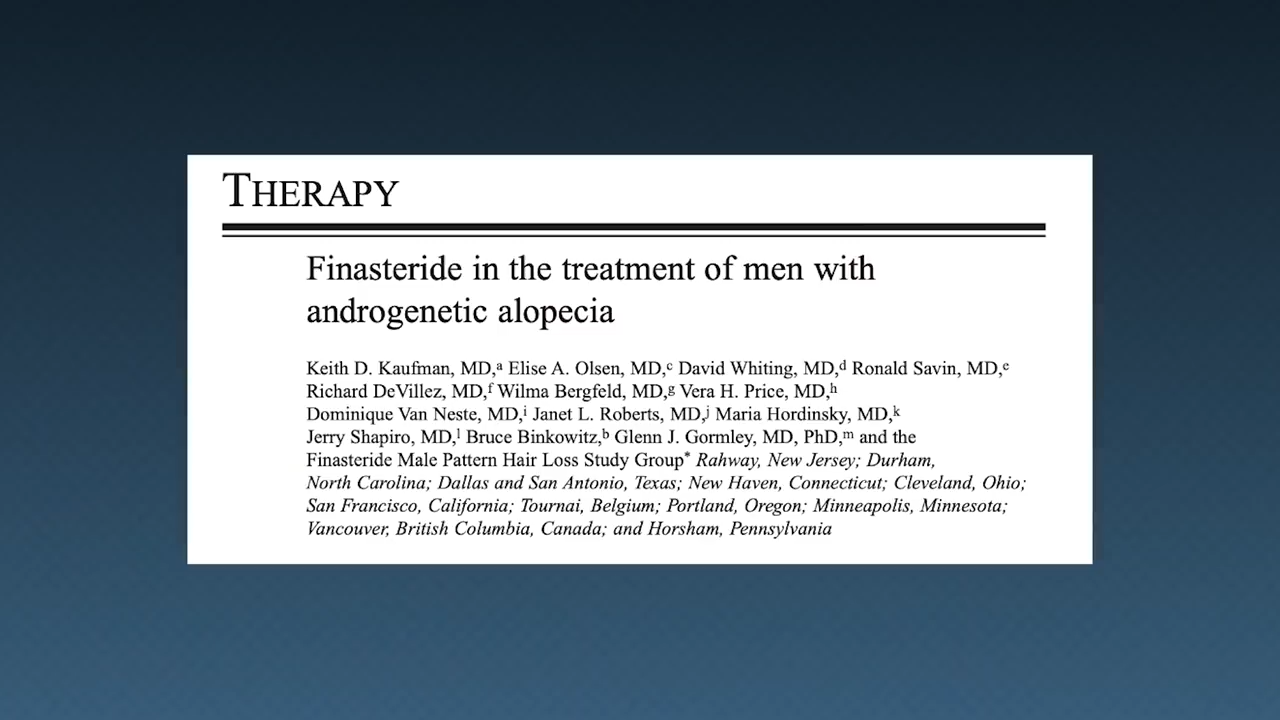 THERAPY
Finasteride in the treatment of men with
androgenetic alopecia
Keith D. Kaufman, MD,ᵃ Elise A. Olsen, MD,ᶜ David Whiting, MD,ᵈ Ronald Savin, MD,ᵉ
Richard DeVillez, MD,ᶠ Wilma Bergfeld, MD,ᵍ Vera H. Price, MD,ʰ
Dominique Van Neste, MD,ⁱ Janet L. Roberts, MD,ʲ Maria Hordinsky, MD,ᵏ
Jerry Shapiro, MD,ˡ Bruce Binkowitz,ᵇ Glenn J. Gormley, MD, PhD,ᵐ and the
Finasteride Male Pattern Hair Loss Study Group* Rahway, New Jersey; Durham,
North Carolina; Dallas and San Antonio, Texas; New Haven, Connecticut; Cleveland, Ohio;
San Francisco, California; Tournai, Belgium; Portland, Oregon; Minneapolis, Minnesota;
Vancouver, British Columbia, Canada; and Horsham, Pennsylvania